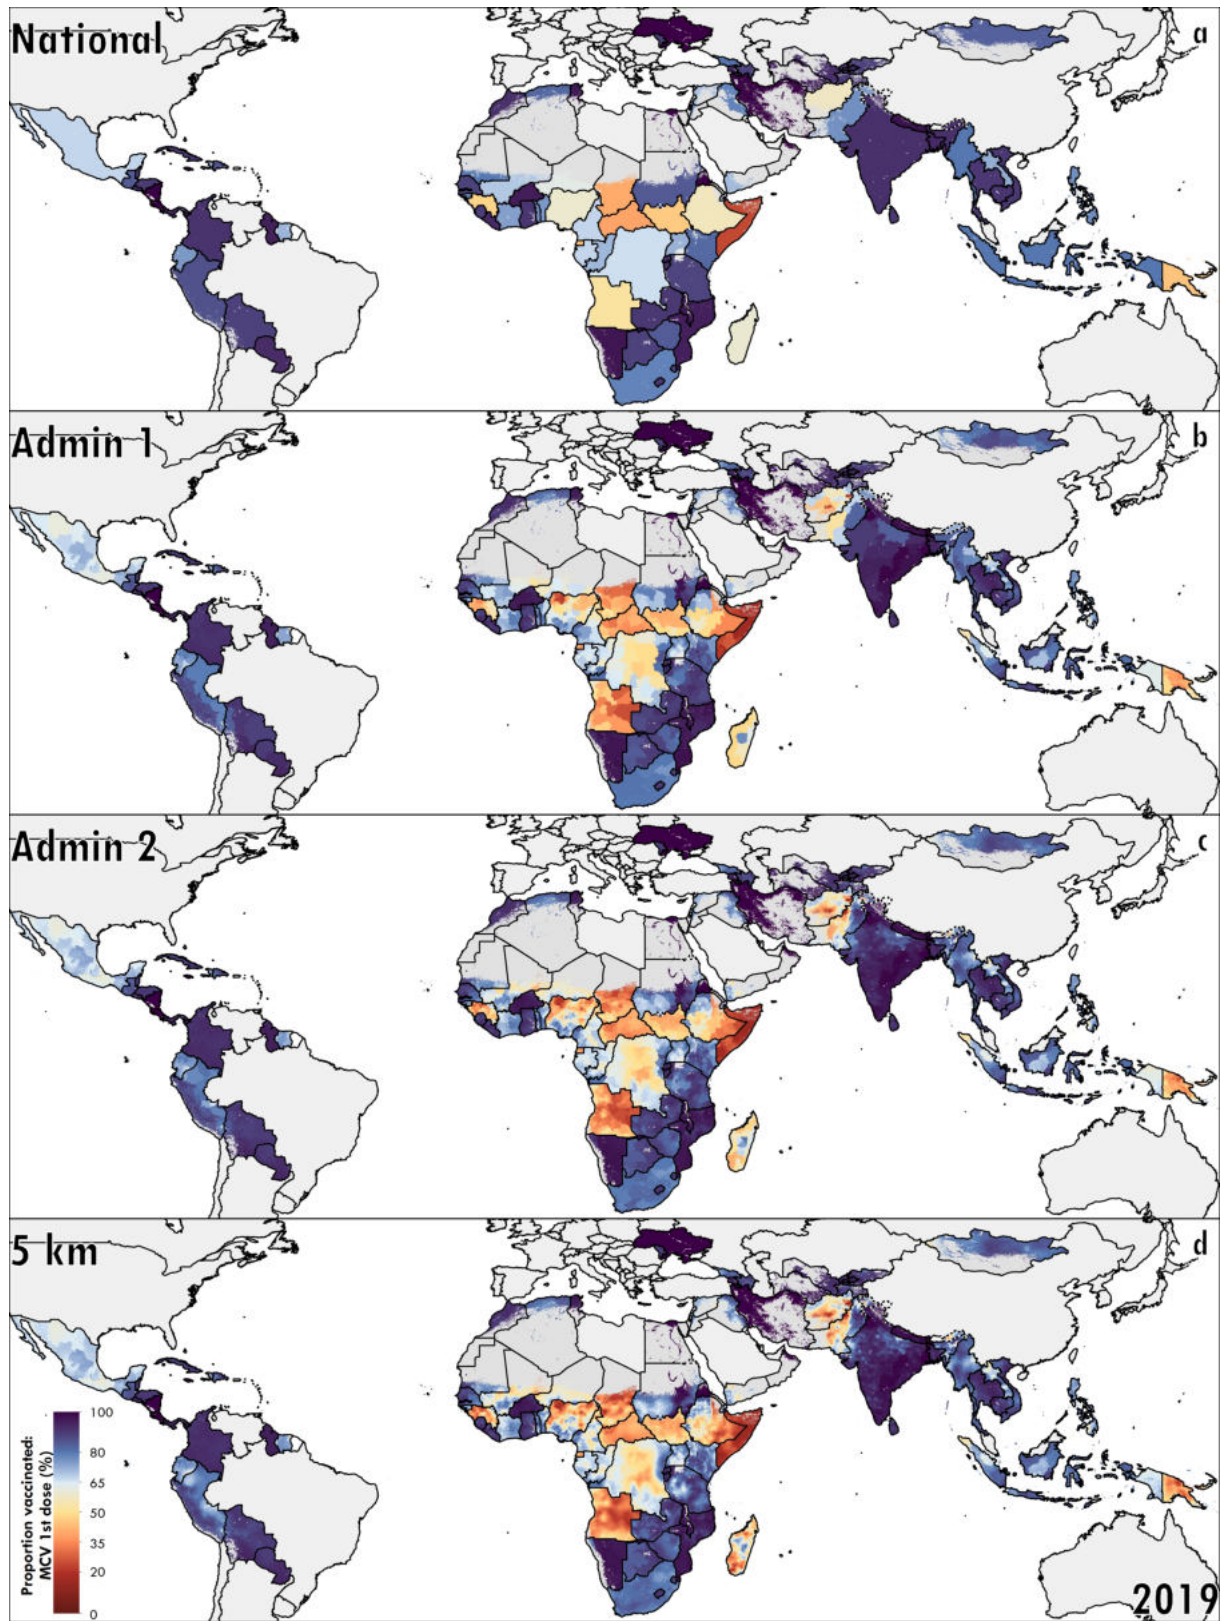 National
a
Admin 1
b
Admin 2
c
5 km
d
Proportion vaccinated:
MCV 1st dose (%)
100
80
65
50
35
20
0
2019